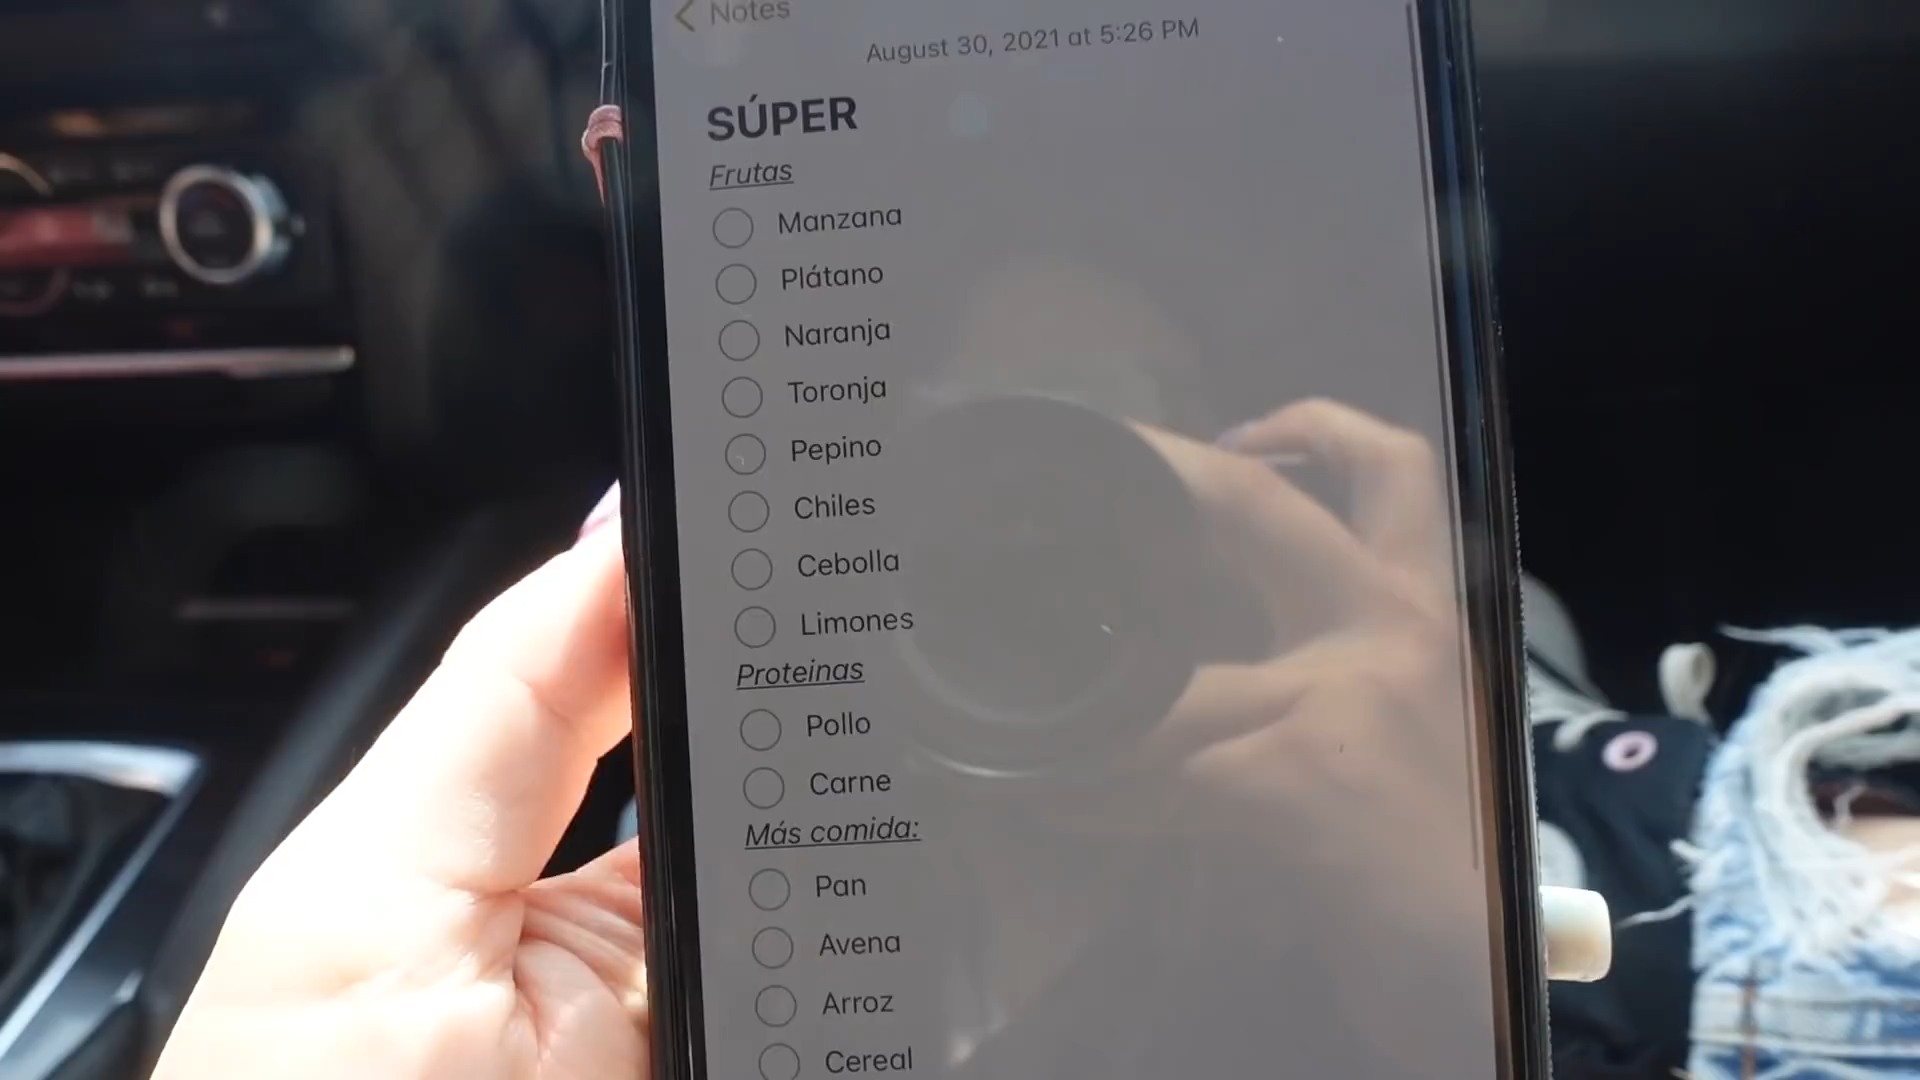 Notes
August 30, 2021 at 5:26 PM
SÚPER
Frutas
Manzana
Plátano
Naranja
Toronja
Pepino
Chiles
Cebolla
Limones
Proteinas
Pollo
Carne
Más comida:
Pan
Avena
Arroz
Cereal